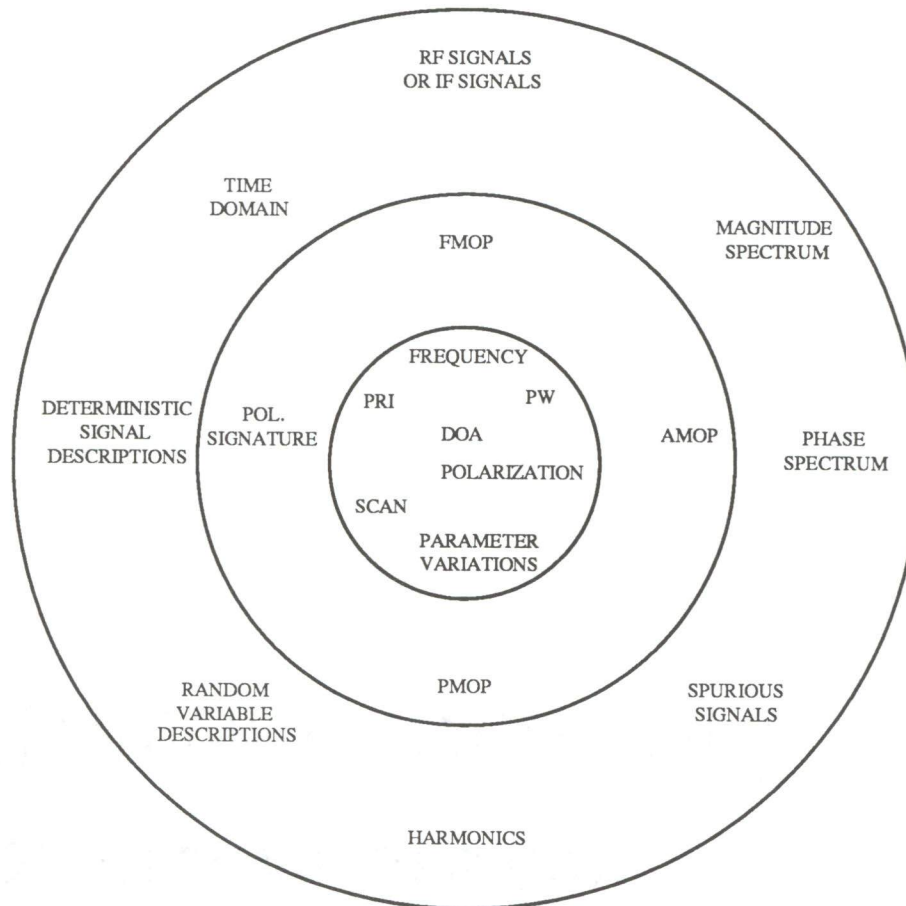 RF SIGNALS
OR IF SIGNALS
TIME
DOMAIN
MAGNITUDE
SPECTRUM
FMOP
FREQUENCY
PRI
PW
DETERMINISTIC
SIGNAL
DESCRIPTIONS
POL.
SIGNATURE
DOA
AMOP
PHASE
SPECTRUM
POLARIZATION
SCAN
PARAMETER
VARIATIONS
RANDOM
VARIABLE
DESCRIPTIONS
PMOP
SPURIOUS
SIGNALS
HARMONICS